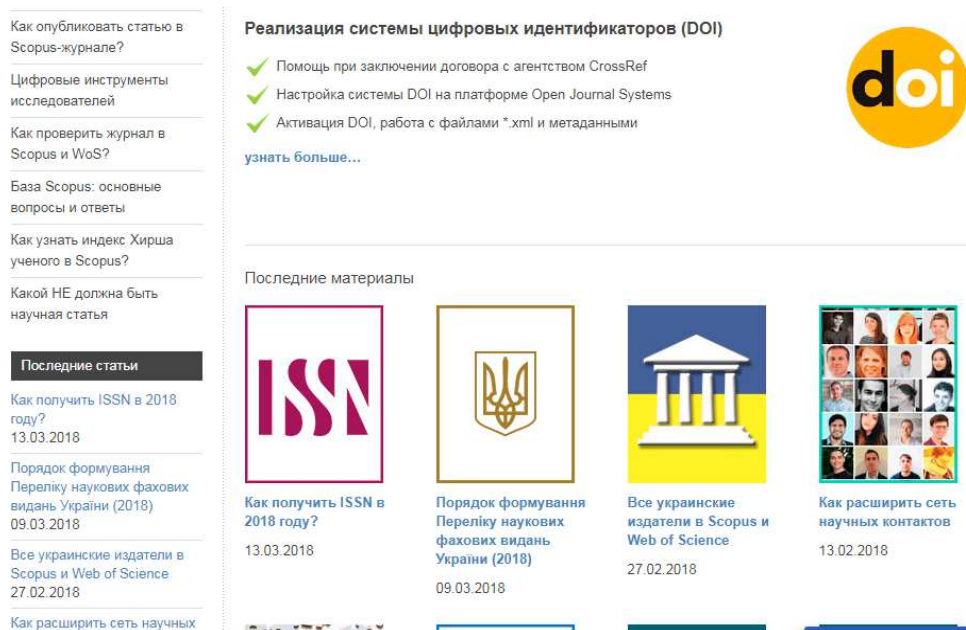 Как опубликовать статью в
Scopus-журнале?
Цифровые инструменты
исследователей
Как проверить журнал в
Scopus и WoS?
База Scopus: основные
вопросы и ответы
Как узнать индекс Хирша
ученого в Scopus?
Какой НЕ должна быть
научная статья
Последние статьи
Как получить ISSN в 2018
году?
13.03.2018
Порядок формування
Переліку наукових фахових
видань України (2018)
09.03.2018
Все украинские издатели в
Scopus и Web of Science
27.02.2018
Как расширить сеть научных
Реализация системы цифровых идентификаторов (DOI)
Помощь при заключении договора с агентством CrossRef
Настройка системы DOI на платформе Open Journal Systems
Активация DOI, работа с файлами *.xml и метаданными
узнать больше...
doi
Последние материалы
ISSN
Как получить ISSN в
2018 году?
13.03.2018
Порядок формування
Переліку наукових
фахових видань
України (2018)
09.03.2018
Все украинские
издатели в Scopus и
Web of Science
27.02.2018
Как расширить сеть
научных контактов
13.02.2018